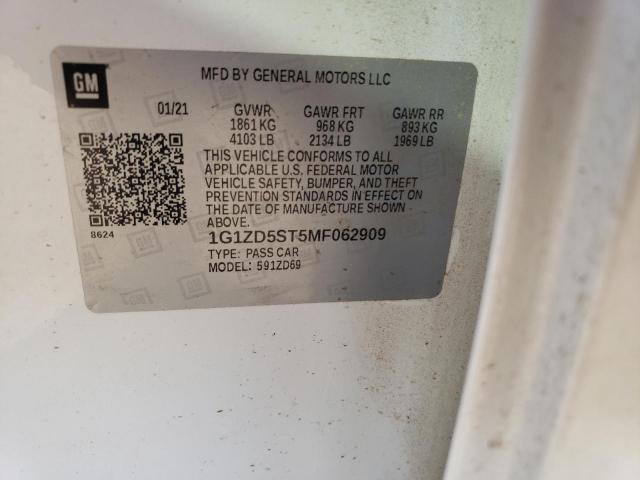 GM
MFD BY GENERAL MOTORS LLC
01/21 GVWR GAWR FRT GAWR RR
1861 KG 968 KG 893 KG
4103 LB 2134 LB 1969 LB
THIS VEHICLE CONFORMS TO ALL
APPLICABLE U.S. FEDERAL MOTOR
VEHICLE SAFETY, BUMPER, AND THEFT
PREVENTION STANDARDS IN EFFECT ON
THE DATE OF MANUFACTURE SHOWN
ABOVE.
8624
1G1ZD5ST5MF062909
TYPE: PASS CAR
MODEL: 591ZD69